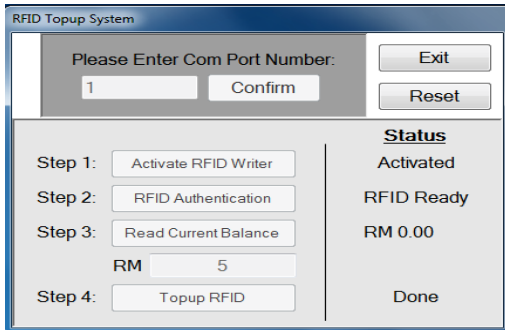 RFID Topup System
Please Enter Com Port Number:
1 Confirm
Exit
Reset
Status
Step 1: Activate RFID Writer Activated
Step 2: RFID Authentication RFID Ready
Step 3: Read Current Balance RM 0.00
RM 5
Step 4: Topup RFID Done